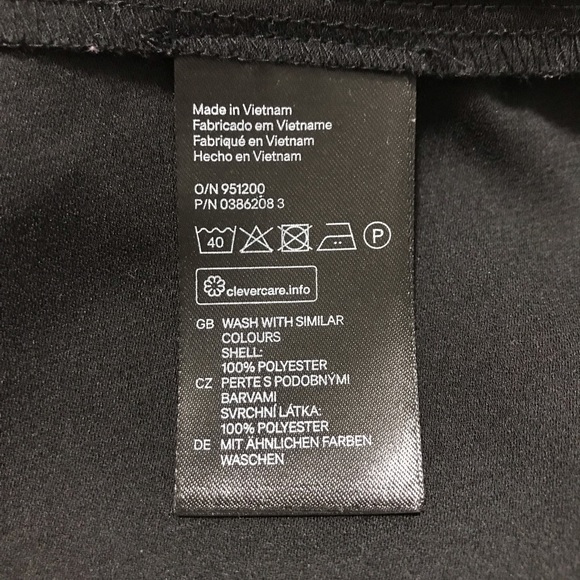 Made in Vietnam
Fabricado em Vietname
Fabriqué en Vietnam
Hecho en Vietnam
O/N 951200
P/N 0386208 3
40 P
clevercare.info
GB WASH WITH SIMILAR
COLOURS
SHELL:
100% POLYESTER
CZ PERTE S PODOBNÝMI
BARVAMI
SVRCHNÍ LÁTKA:
100% POLYESTER
DE MIT ÄHNLICHEN FARBEN
WASCHEN